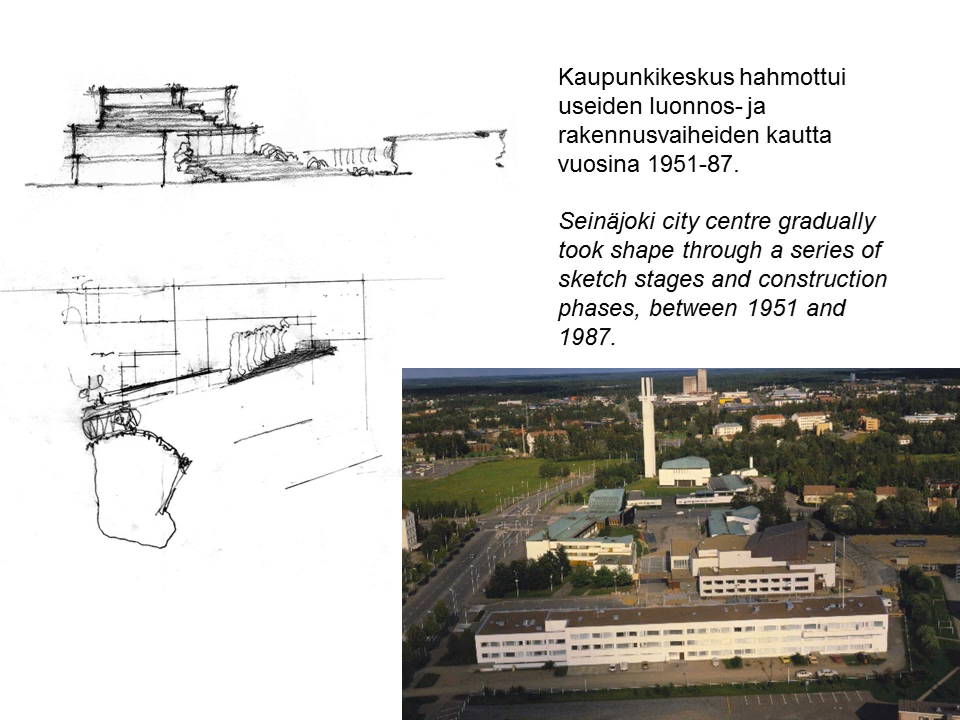 Kaupunkikeskus hahmottui
useiden luonnos- ja
rakennusvaiheiden kautta
vuosina 1951-87.
Seinäjoki city centre gradually
took shape through a series of
sketch stages and construction
phases, between 1951 and
1987.